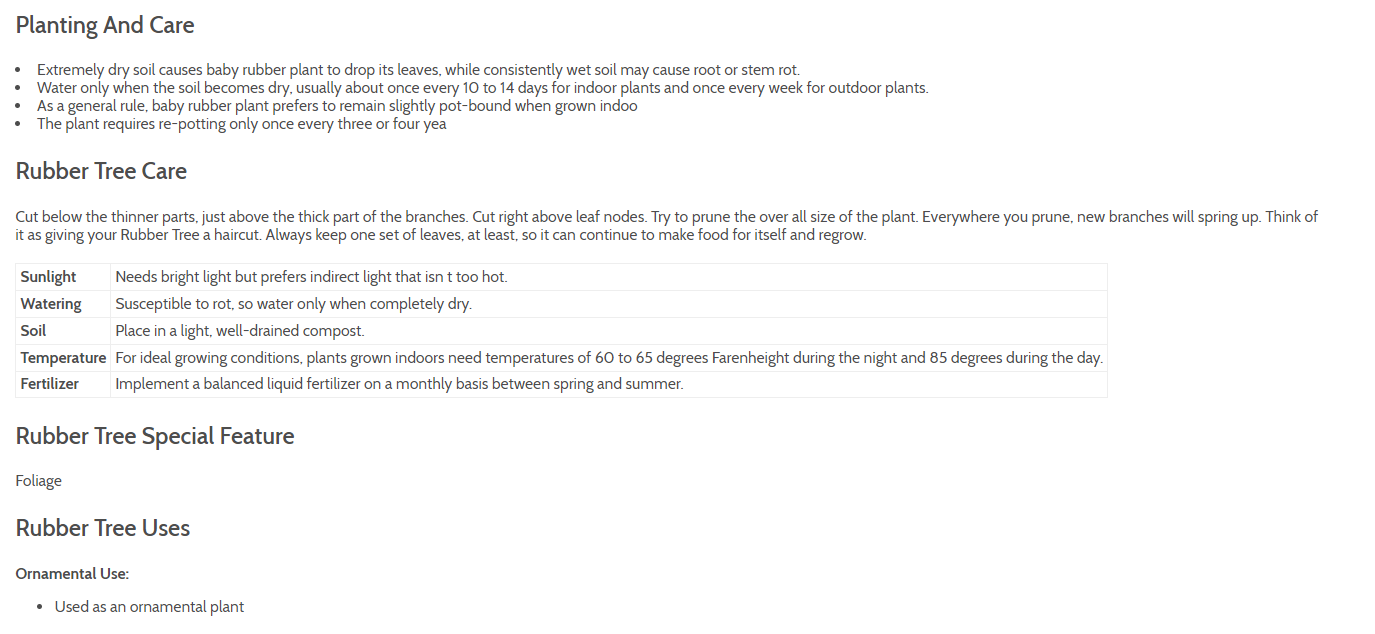 Planting And Care
• Extremely dry soil causes baby rubber plant to drop its leaves, while consistently wet soil may cause root or stem rot.
• Water only when the soil becomes dry, usually about once every 10 to 14 days for indoor plants and once every week for outdoor plants.
• As a general rule, baby rubber plant prefers to remain slightly pot-bound when grown indoo
• The plant requires re-potting only once every three or four yea
Rubber Tree Care
Cut below the thinner parts, just above the thick part of the branches. Cut right above leaf nodes. Try to prune the over all size of the plant. Everywhere you prune, new branches will spring up. Think of
it as giving your Rubber Tree a haircut. Always keep one set of leaves, at least, so it can continue to make food for itself and regrow.
Sunlight Needs bright light but prefers indirect light that isn t too hot.
Watering Susceptible to rot, so water only when completely dry.
Soil Place in a light, well-drained compost.
Temperature For ideal growing conditions, plants grown indoors need temperatures of 60 to 65 degrees Farenheight during the night and 85 degrees during the day.
Fertilizer Implement a balanced liquid fertilizer on a monthly basis between spring and summer.
Rubber Tree Special Feature
Foliage
Rubber Tree Uses
Ornamental Use:
• Used as an ornamental plant